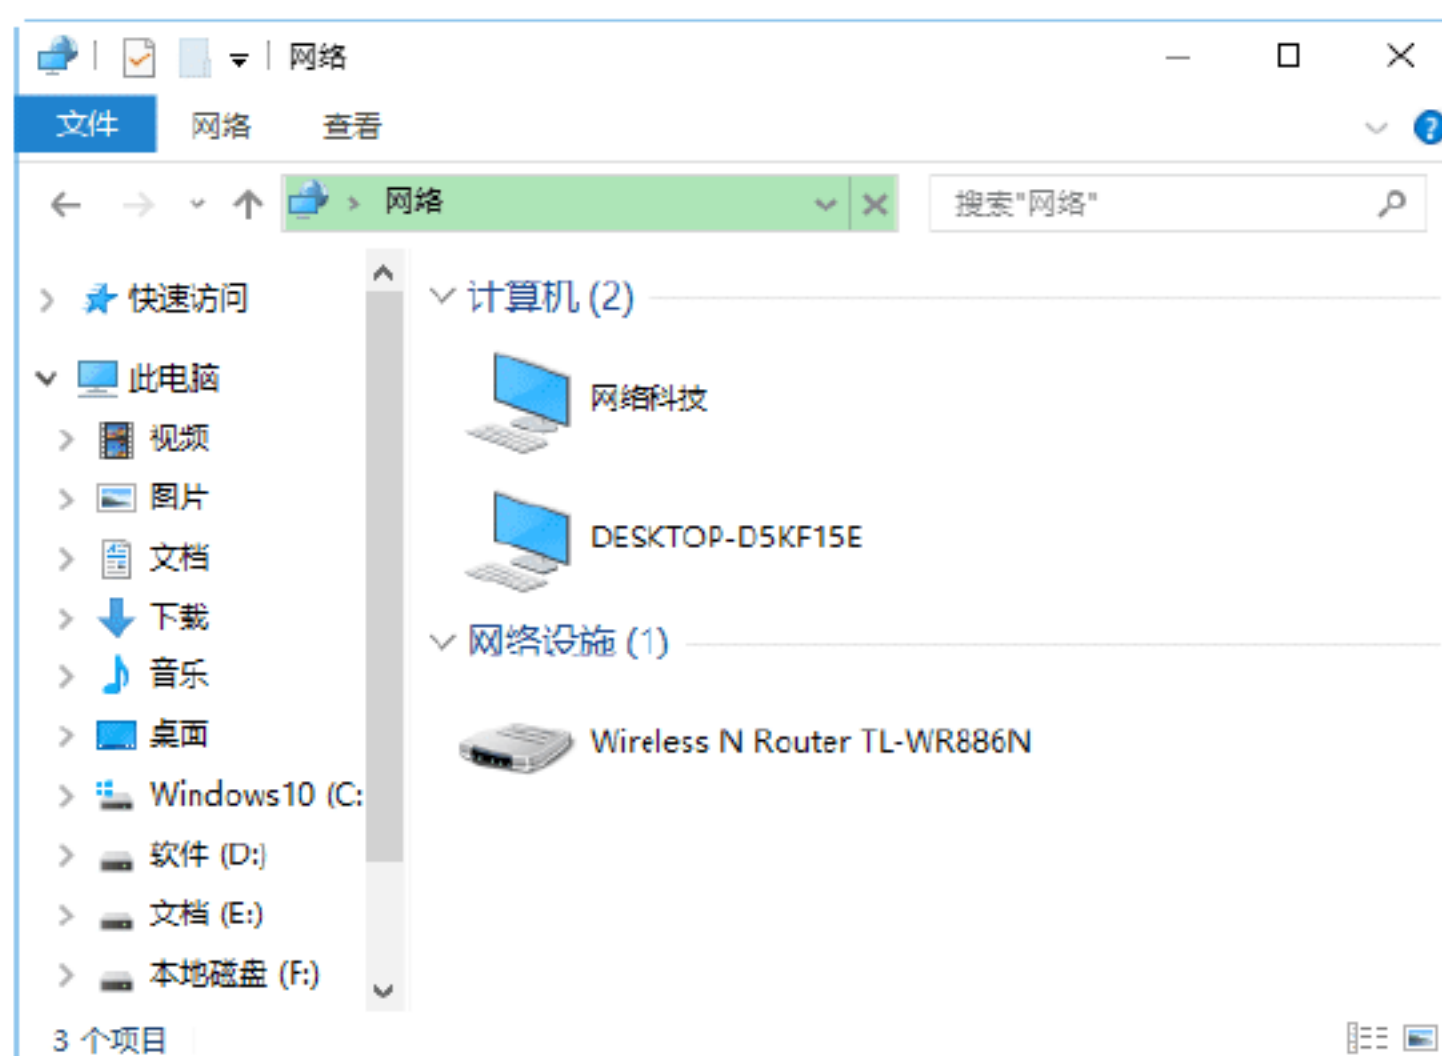 网络
文件 网络 查看
网络 搜索"网络"
快速访问
此电脑
视频
图片
文档
下载
音乐
桌面
Windows10 (C:
软件 (D:)
文档 (E:)
本地磁盘 (F:)
计算机 (2)
网络科技
DESKTOP-D5KF15E
网络设施 (1)
Wireless N Router TL-WR886N
3 个项目